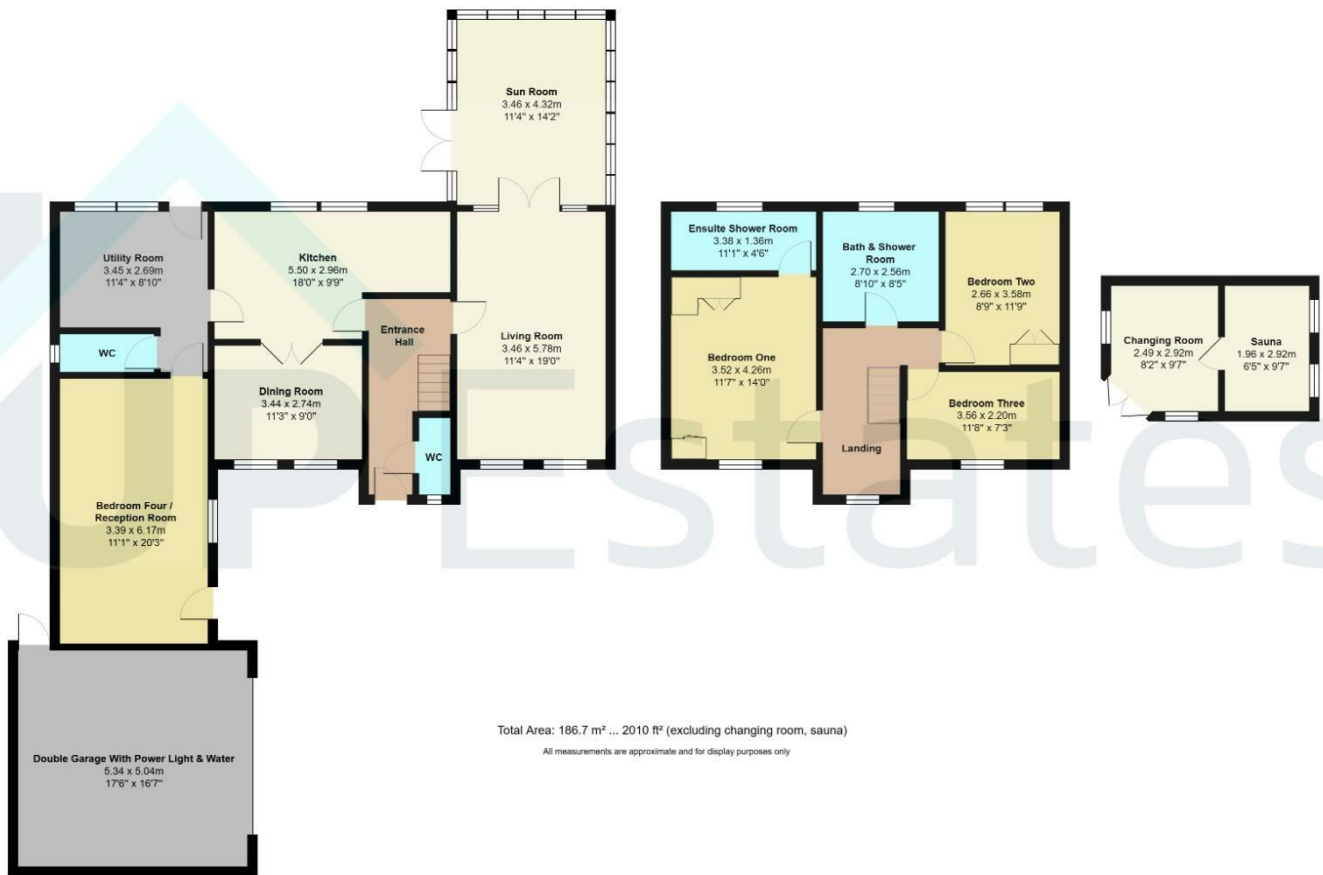 Sun Room
3.46 x 4.32m
11'4" x 14'2"
Utility Room
3.45 x 2.69m
11'4" x 8'10"
Kitchen
5.50 x 2.96m
18'0" x 9'9"
WC
Entrance
Hall
Living Room
3.46 x 5.78m
11'4" x 19'0"
Dining Room
3.44 x 2.74m
11'3" x 9'0"
WC
Bedroom Four /
Reception Room
3.39 x 6.17m
11'1" x 20'3"
Double Garage With Power Light & Water
5.34 x 5.04m
17'6" x 16'7"
Ensuite Shower Room
3.38 x 1.36m
11'1" x 4'6"
Bath & Shower
Room
2.70 x 2.56m
8'10" x 8'5"
Bedroom Two
2.66 x 3.58m
8'9" x 11'9"
Bedroom One
3.52 x 4.26m
11'7" x 14'0"
Bedroom Three
3.56 x 2.20m
11'8" x 7'3"
Landing
Changing Room
2.49 x 2.92m
8'2" x 9'7"
Sauna
1.96 x 2.92m
6'5" x 9'7"
Total Area: 186.7 m² ... 2010 ft² (excluding changing room, sauna)
All measurements are approximate and for display purposes only
UP Estates